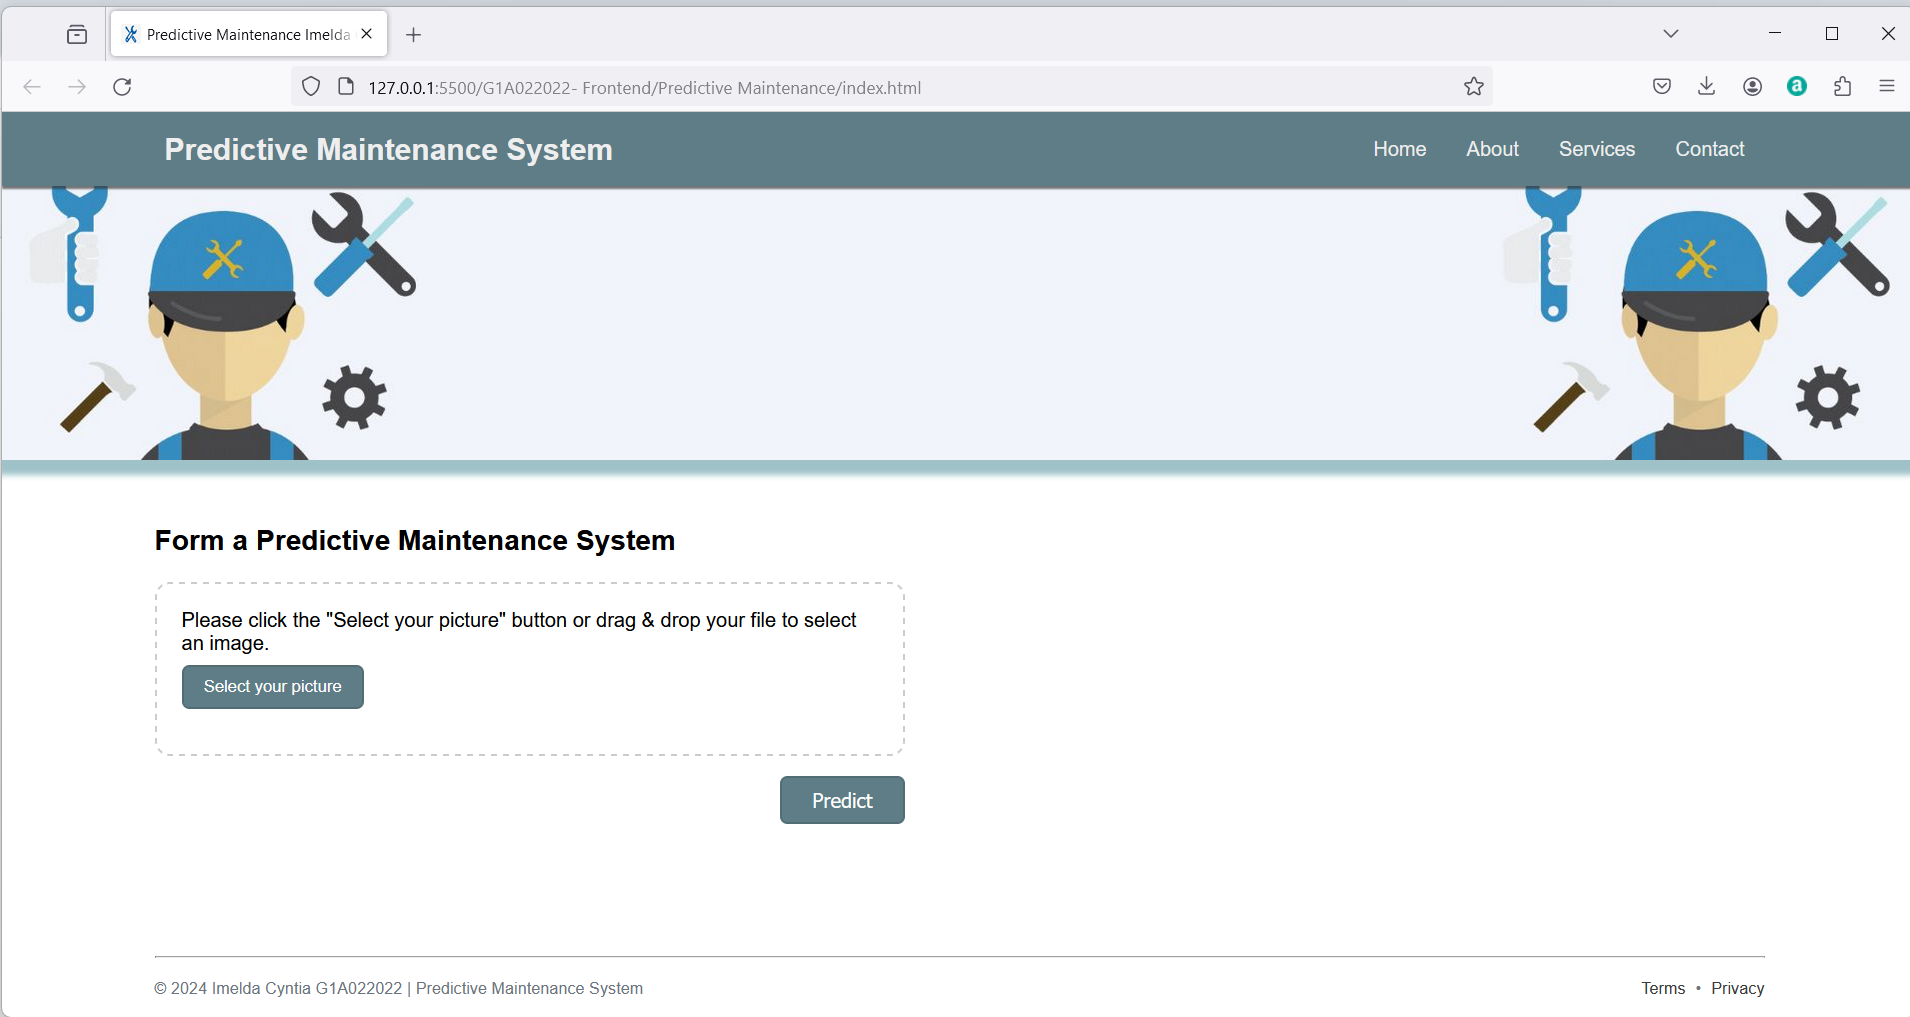 Predictive Maintenance Imelda
127.0.0.1:5500/G1A022022- Frontend/Predictive Maintenance/index.html
a
Predictive Maintenance System
Home About Services Contact
Form a Predictive Maintenance System
Please click the "Select your picture" button or drag & drop your file to select
an image.
Select your picture
Predict
© 2024 Imelda Cyntia G1A022022 | Predictive Maintenance System
Terms • Privacy